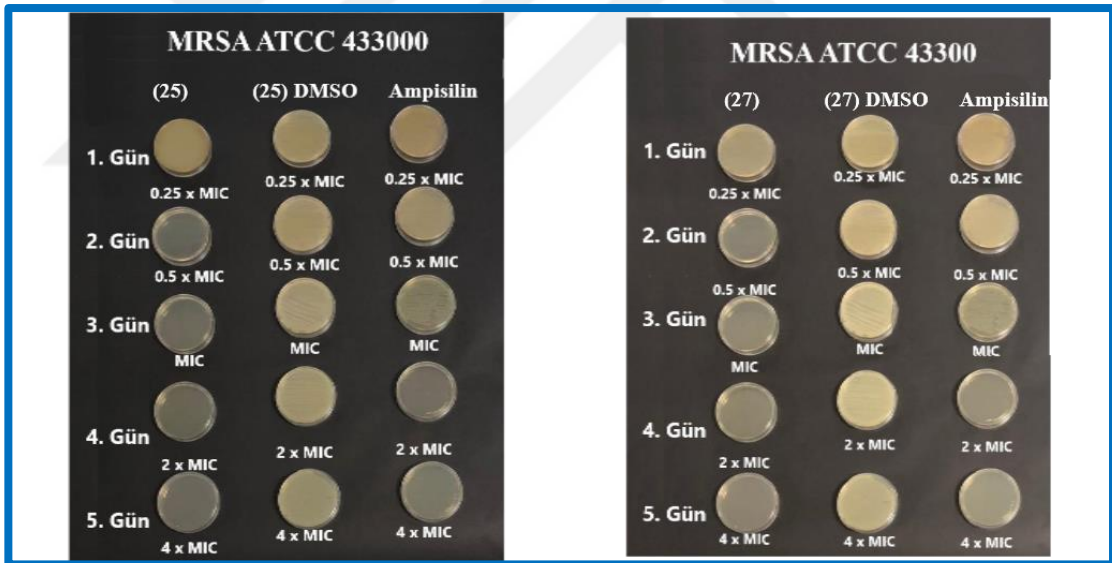 MRSA ATCC 433000
(25) (25) DMSO Ampisilin
1. Gün
0.25 x MIC 0.25 x MIC 0.25 x MIC
2. Gün
0.5 x MIC 0.5 x MIC 0.5 x MIC
3. Gün
MIC MIC MIC
4. Gün
2 x MIC 2 x MIC 2 x MIC
5. Gün
4 x MIC 4 x MIC 4 x MIC
MRSA ATCC 43300
(27) (27) DMSO Ampisilin
1. Gün
0.25 x MIC 0.25 x MIC 0.25 x MIC
2. Gün
0.5 x MIC 0.5 x MIC 0.5 x MIC
3. Gün
MIC MIC MIC
4. Gün
2 x MIC 2 x MIC 2 x MIC
5. Gün
4 x MIC 4 x MIC 4 x MIC